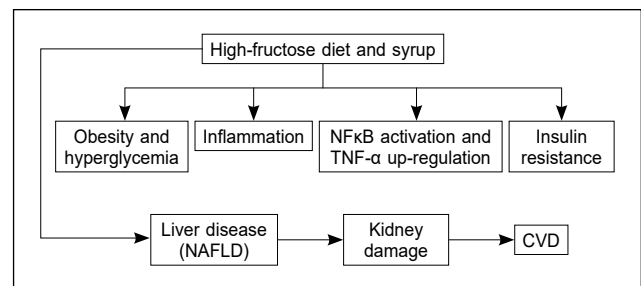 High-fructose diet and syrup
Obesity and
hyperglycemia
Inflammation
NFκB activation and
TNF-α up-regulation
Insulin
resistance
Liver disease
(NAFLD)
Kidney
damage
CVD